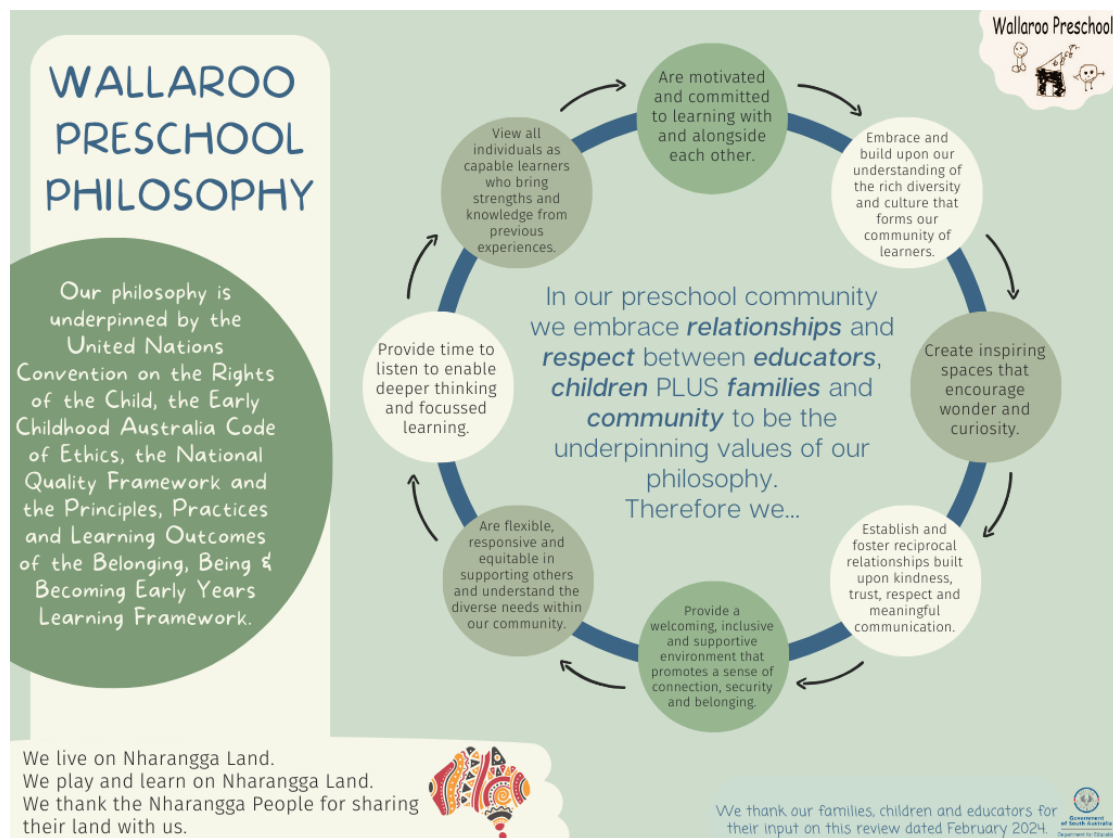 WALLAROO
PRESCHOOL
PHILOSOPHY
Our philosophy is
underpinned by the
United Nations
Convention on the Rights
of the Child, the Early
Childhood Australia Code
of Ethics, the National
Quality Framework and
the Principles, Practices
and Learning Outcomes
of the Belonging, Being &
Becoming Early Years
Learning Framework.
We live on Nharangga Land.
We play and learn on Nharangga Land.
We thank the Nharangga People for sharing
their land with us.
In our preschool community
we embrace relationships and
respect between educators,
children PLUS families and
community to be the
underpinning values of our
philosophy.
Therefore we...
Are motivated
and committed
to learning with
and alongside
each other.
Embrace and
build upon our
understanding of
the rich diversity
and culture that
forms our
community of
learners.
Create inspiring
spaces that
encourage
wonder and
curiosity.
Establish and
foster reciprocal
relationships built
upon kindness,
trust, respect and
meaningful
communication.
Provide a
welcoming, inclusive
and supportive
environment that
promotes a sense of
connection, security
and belonging.
Are flexible,
responsive and
equitable in
supporting others
and understand the
diverse needs within
our community.
Provide time to
listen to enable
deeper thinking
and focussed
learning.
View all
individuals as
capable learners
who bring
strengths and
knowledge from
previous
experiences.
Wallaroo Preschool
We thank our families, children and educators for
their input on this review dated February 2024.
Government
of South Australia
Department for Education